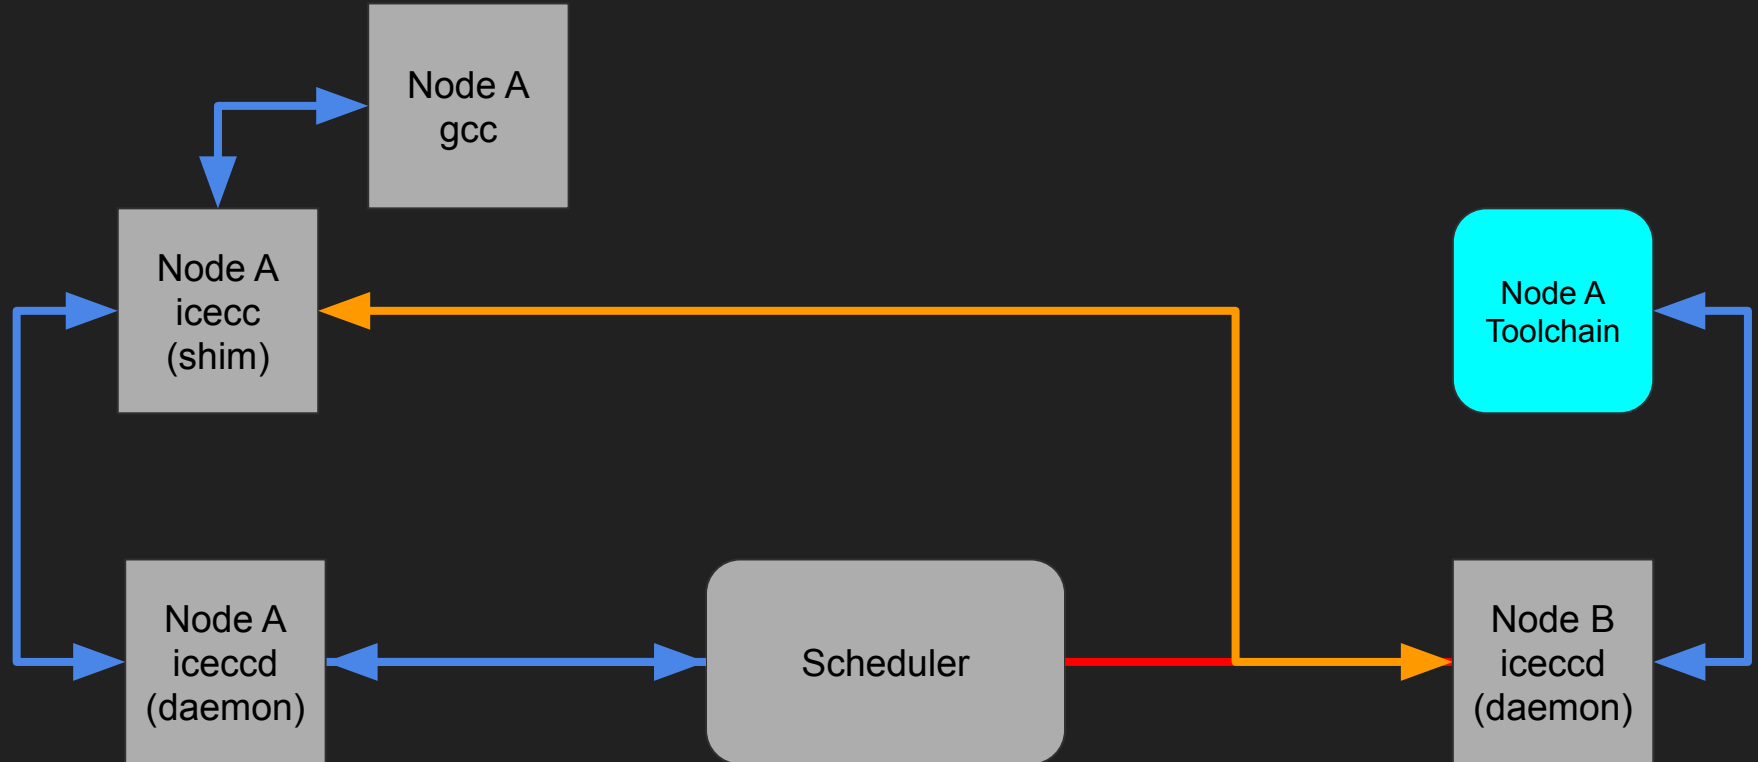 Node A
gcc
Node A
icecc
(shim)
Node A
Toolchain
Node A
iceccd
(daemon)
Scheduler
Node B
iceccd
(daemon)